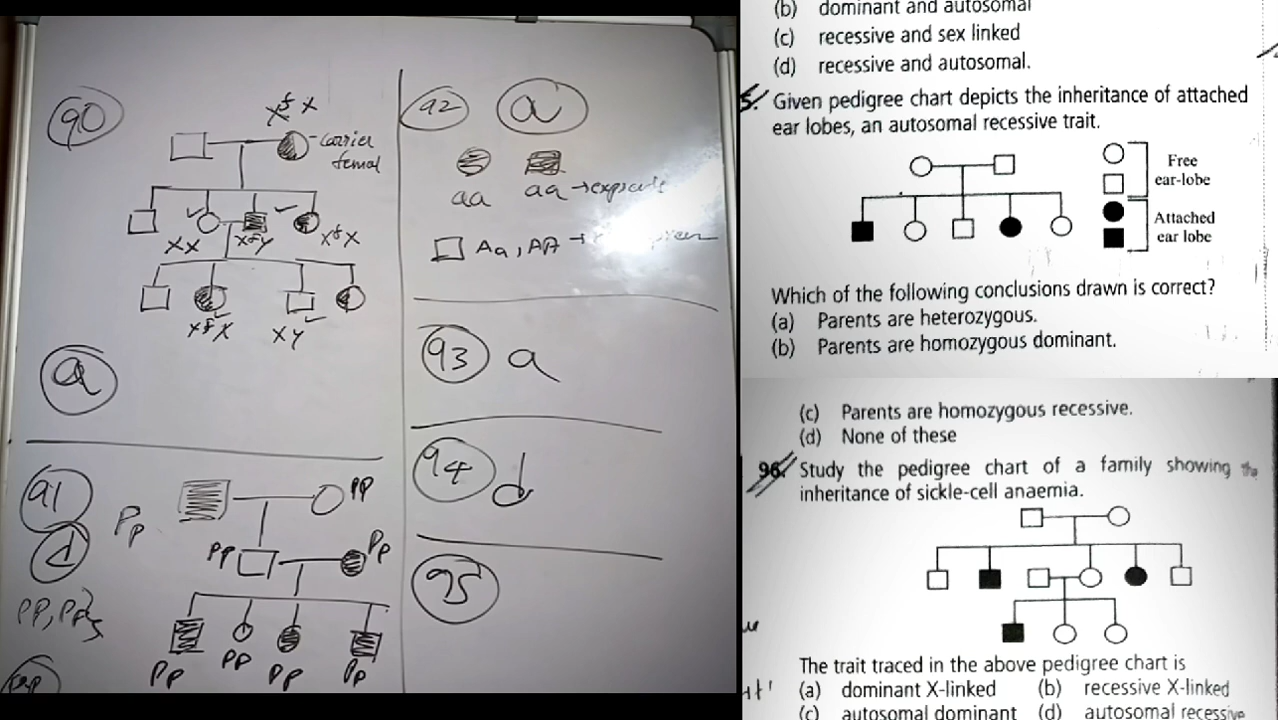 90
X X
carrier
femal
XX
X Y
X X
X X
XY
a
91
d
Pp
PP
Pp
Pp
Pp
92
a
aa
aa
Aa, AA
93
a
94
d
95
(b) dominant and autosomal
(c) recessive and sex linked
(d) recessive and autosomal.
5. Given pedigree chart depicts the inheritance of attached
ear lobes, an autosomal recessive trait.
Free
ear-lobe
Attached
ear lobe
Which of the following conclusions drawn is correct?
(a) Parents are heterozygous.
(b) Parents are homozygous dominant.
(c) Parents are homozygous recessive.
(d) None of these
96. Study the pedigree chart of a family showing the
inheritance of sickle-cell anaemia.
The trait traced in the above pedigree chart is
(a) dominant X-linked (b) recessive X-linked
(c) autosomal dominant (d) autosomal recessive